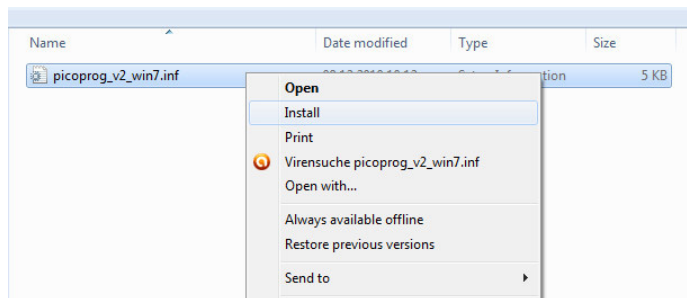 Name Date modified Type Size
picoprog_v2_win7.inf 5 KB
Open
Install
Print
Virensuche picoprog_v2_win7.inf
Open with...
Always available offline
Restore previous versions
Send to